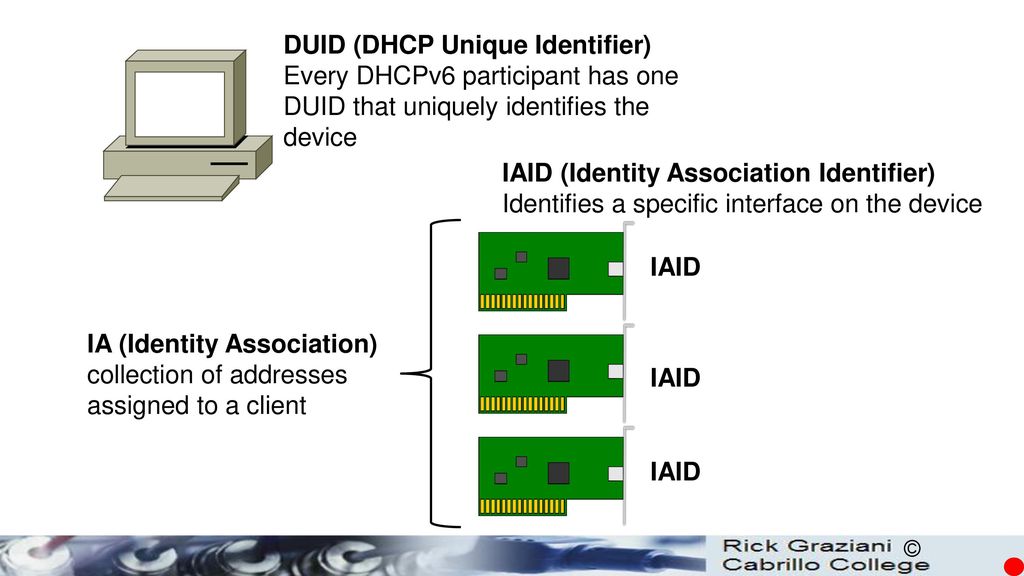 DUID (DHCP Unique Identifier)
Every DHCPv6 participant has one
DUID that uniquely identifies the
device
IAID (Identity Association Identifier)
Identifies a specific interface on the device
IAID
IA (Identity Association)
collection of addresses
assigned to a client
IAID
IAID
Rick Graziani ©
Cabrillo College